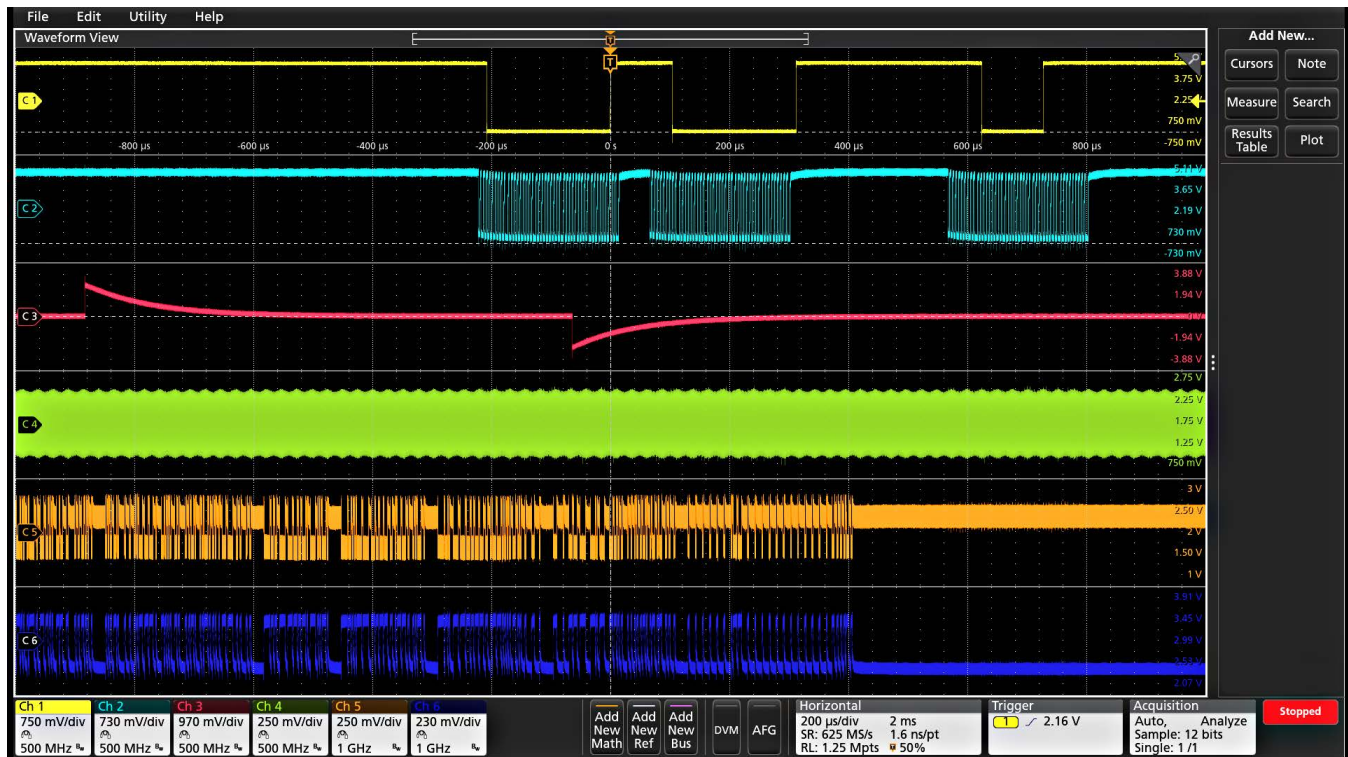 File Edit Utility Help
Waveform View
Add New...
Cursors Note
Measure Search
Results Table Plot
T
T
C 1
3.75 V
2.25
750 mV
-750 mV
-800 µs -600 µs -400 µs -200 µs 0 s 200 µs 400 µs 600 µs 800 µs
C 2
5.11 V
3.65 V
2.19 V
730 mV
-730 mV
C 3
3.88 V
1.94 V
-1.94 V
-3.88 V
C 4
2.75 V
2.25 V
1.75 V
1.25 V
750 mV
C 5
3 V
2.50 V
2 V
1.50 V
1 V
C 6
3.91 V
3.45 V
2.99 V
2.53 V
2.07 V
Ch 1 Ch 2 Ch 3 Ch 4 Ch 5 Ch 6
750 mV/div 730 mV/div 970 mV/div 250 mV/div 250 mV/div 230 mV/div
500 MHz Bw 500 MHz Bw 500 MHz Bw 500 MHz Bw 1 GHz Bw 1 GHz Bw
Add New Math
Add New Ref
Add New Bus
DVM
AFG
Horizontal
200 µs/div 2 ms
SR: 625 MS/s 1.6 ns/pt
RL: 1.25 Mpts 50%
Trigger
1 2.16 V
Acquisition
Auto, Analyze
Sample: 12 bits
Single: 1 /1
Stopped